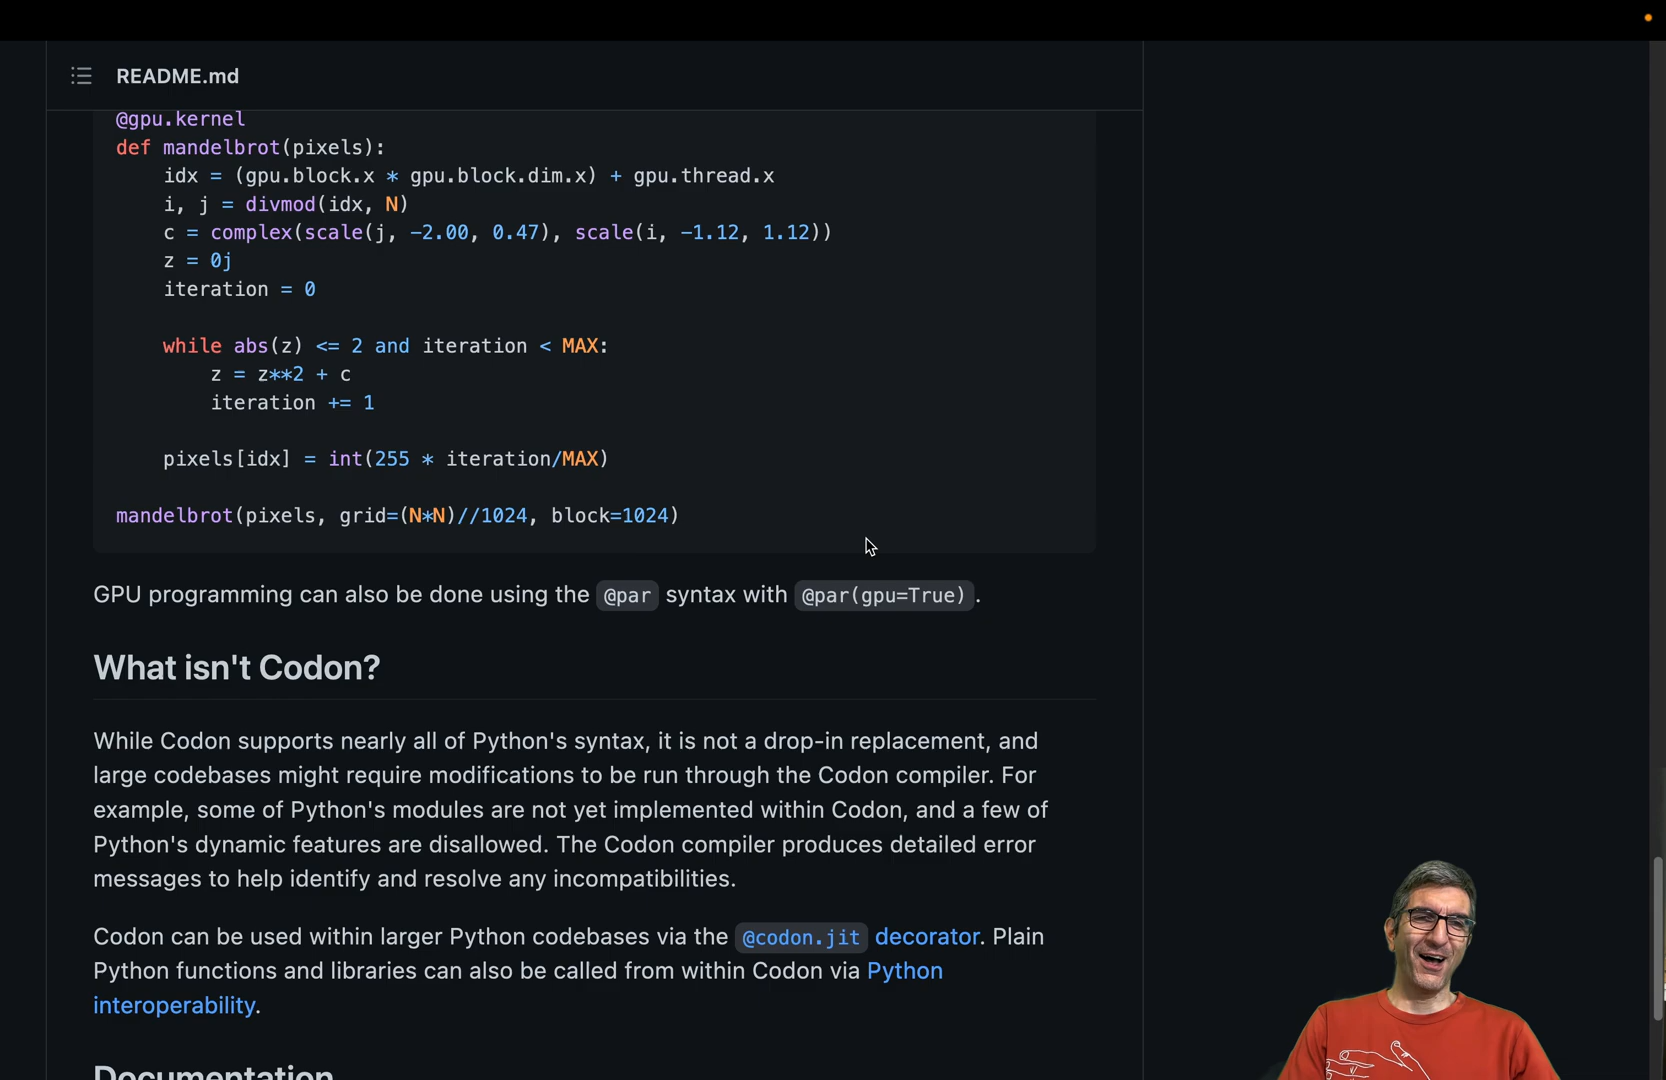 README.md
@gpu.kernel
def mandelbrot(pixels):
    idx = (gpu.block.x * gpu.block.dim.x) + gpu.thread.x
    i, j = divmod(idx, N)
    c = complex(scale(j, -2.00, 0.47), scale(i, -1.12, 1.12))
    z = 0j
    iteration = 0
    while abs(z) <= 2 and iteration < MAX:
        z = z**2 + c
        iteration += 1
    pixels[idx] = int(255 * iteration/MAX)
mandelbrot(pixels, grid=(N*N)//1024, block=1024)
GPU programming can also be done using the @par syntax with @par(gpu=True).
What isn't Codon?
While Codon supports nearly all of Python's syntax, it is not a drop-in replacement, and
large codebases might require modifications to be run through the Codon compiler. For
example, some of Python's modules are not yet implemented within Codon, and a few of
Python's dynamic features are disallowed. The Codon compiler produces detailed error
messages to help identify and resolve any incompatibilities.
Codon can be used within larger Python codebases via the @codon.jit decorator. Plain
Python functions and libraries can also be called from within Codon via Python
interoperability.
Documentation